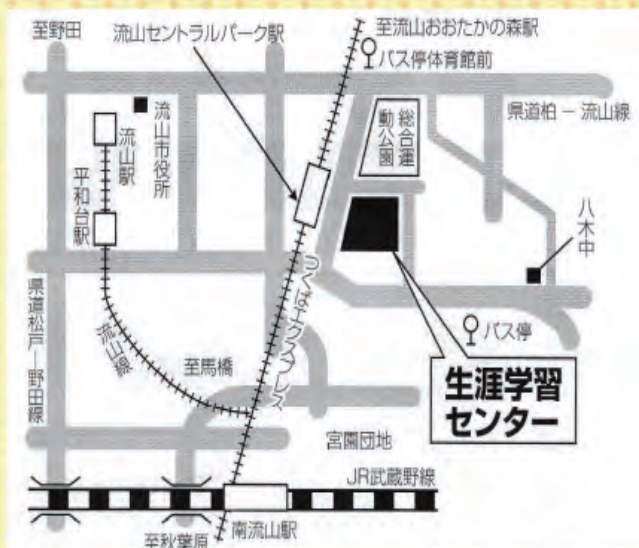 至野田
流山セントラルパーク駅
至流山おおたかの森駅
バス停体育館前
県道柏－流山線
総合運動公園
流山市役所
流山駅
平和台駅
八木中
つくばエクスプレス
県道松戸―野田線
流山線
至馬橋
バス停
生涯学習
センター
宮園団地
JR武蔵野線
南流山駅
至秋葉原